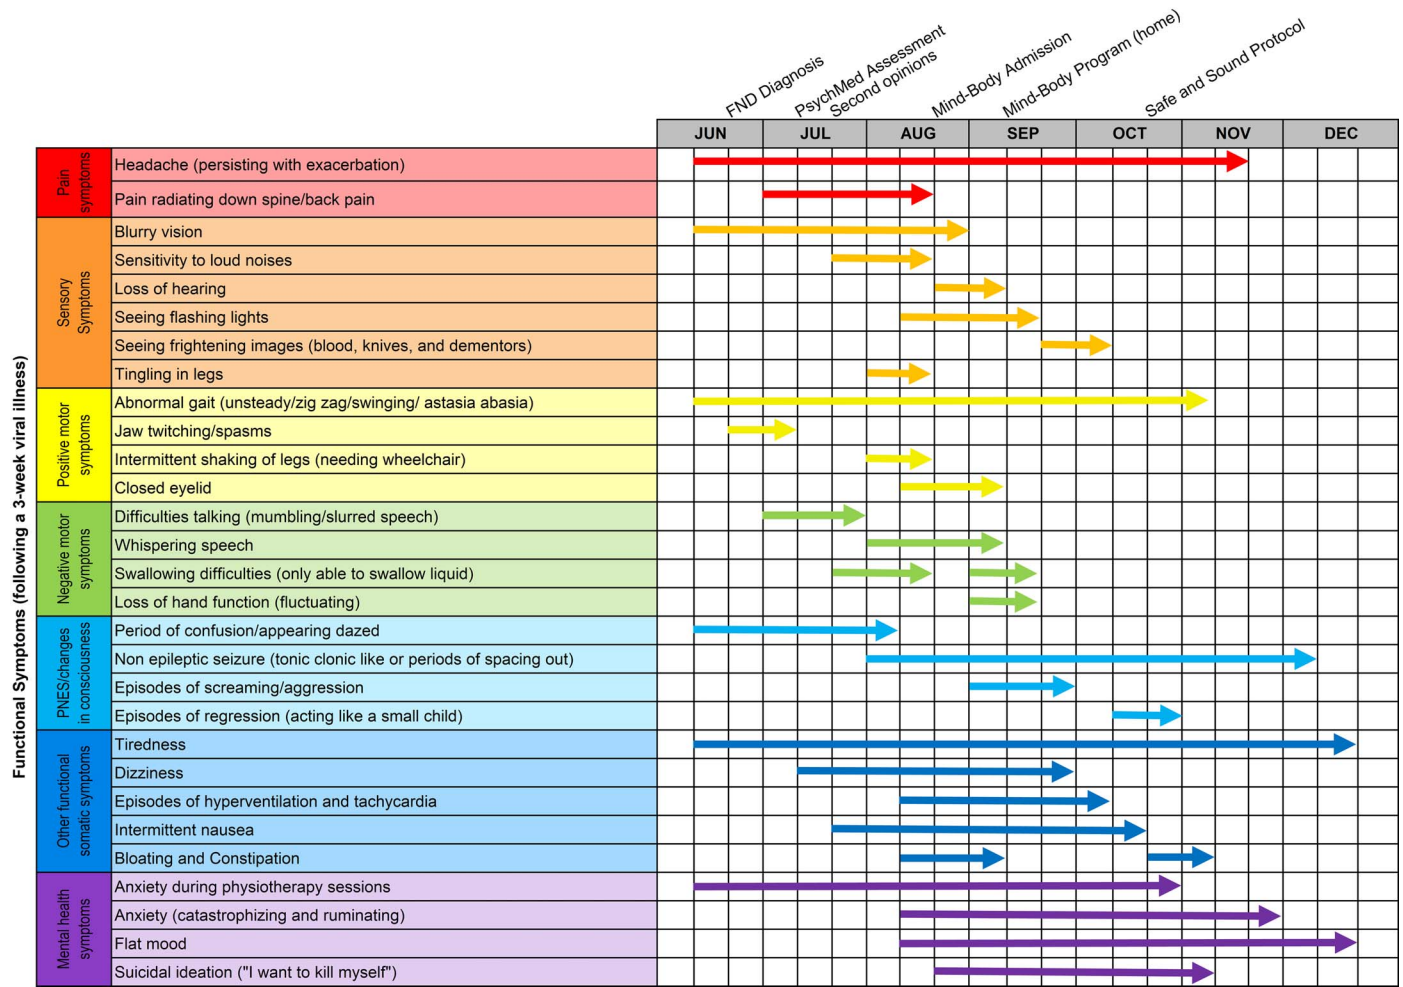 FND Diagnosis
PsychMed Assessment
Second opinions
Mind-Body Admission
Mind-Body Program (home)
Safe and Sound Protocol
JUN JUL AUG SEP OCT NOV DEC
Functional Symptoms (following a 3-week viral illness)
Pain
symptoms
Headache (persisting with exacerbation)
Pain radiating down spine/back pain
Sensory
Symptoms
Blurry vision
Sensitivity to loud noises
Loss of hearing
Seeing flashing lights
Seeing frightening images (blood, knives, and dementors)
Tingling in legs
Positive motor
symptoms
Abnormal gait (unsteady/zig zag/swinging/ astasia abasia)
Jaw twitching/spasms
Intermittent shaking of legs (needing wheelchair)
Closed eyelid
Negative motor
symptoms
Difficulties talking (mumbling/slurred speech)
Whispering speech
Swallowing difficulties (only able to swallow liquid)
Loss of hand function (fluctuating)
PNES/changes
in consciousness
Period of confusion/appearing dazed
Non epileptic seizure (tonic clonic like or periods of spacing out)
Episodes of screaming/aggression
Episodes of regression (acting like a small child)
Other functional
somatic symptoms
Tiredness
Dizziness
Episodes of hyperventilation and tachycardia
Intermittent nausea
Bloating and Constipation
Mental health
symptoms
Anxiety during physiotherapy sessions
Anxiety (catastrophizing and ruminating)
Flat mood
Suicidal ideation ("I want to kill myself")